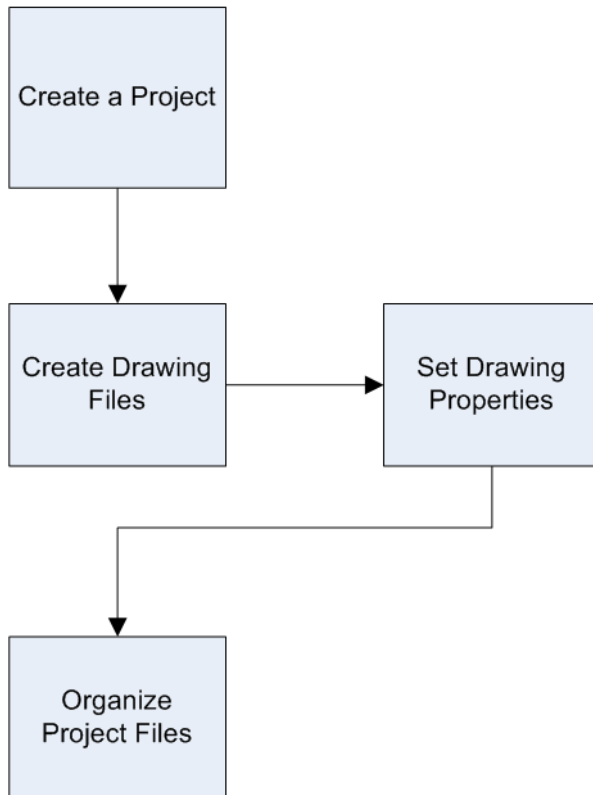 Create a Project
Create Drawing
Files
Set Drawing
Properties
Organize
Project Files